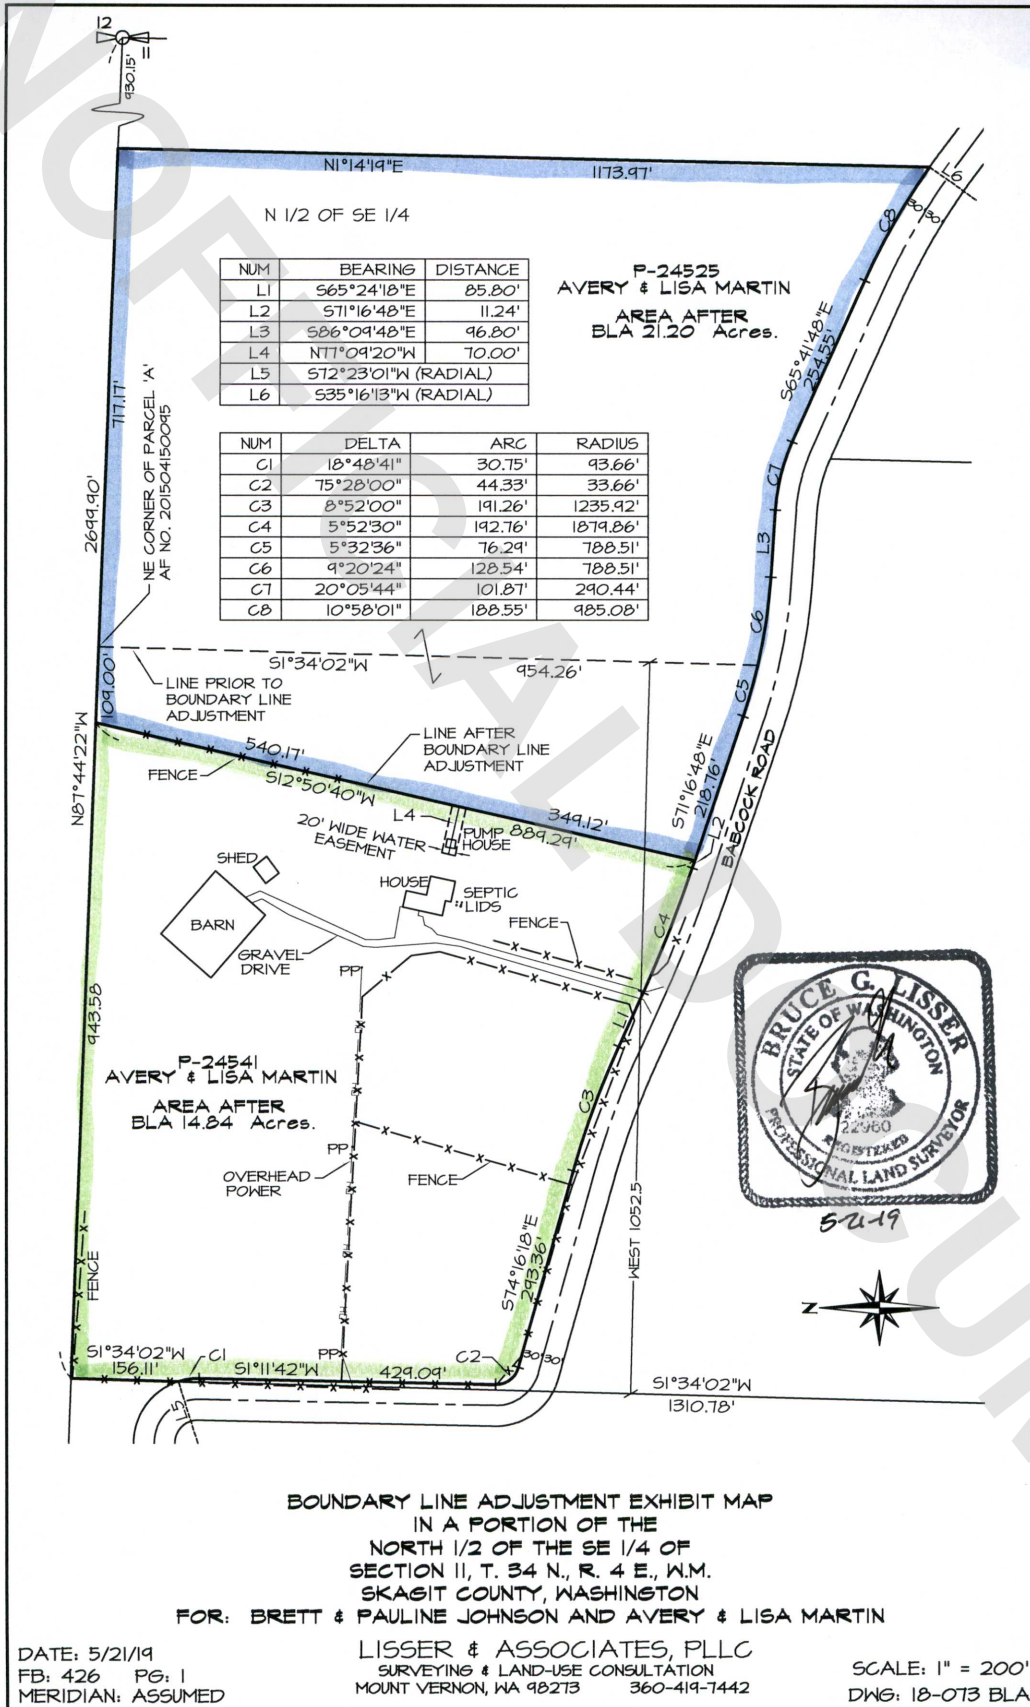 12
11
930.15'
N1°14'19"E 1173.97'
L6
30' 30'
C8
N 1/2 OF SE 1/4
P-24525
AVERY & LISA MARTIN
AREA AFTER
BLA 21.20 Acres.
NUM BEARING DISTANCE
L1 S65°24'18"E 85.80'
L2 S71°16'48"E 11.24'
L3 S86°09'48"E 96.80'
L4 N77°09'20"W 70.00'
L5 S72°23'01"W (RADIAL)
L6 S35°16'13"W (RADIAL)
S65°41'48"E
254.55'
717.17'
NE CORNER OF PARCEL 'A'
AF NO. 201504150095
2699.90'
NUM DELTA ARC RADIUS
C1 18°48'41" 30.75' 93.66'
C2 75°28'00" 44.33' 33.66'
C3 8°52'00" 191.26' 1235.92'
C4 5°52'30" 192.76' 1879.86'
C5 5°32'36" 76.29' 788.51'
C6 9°20'24" 128.54' 788.51'
C7 20°05'44" 101.87' 290.44'
C8 10°58'01" 188.55' 985.08'
C7
L3
C6
S1°34'02"W 954.26'
109.00'
LINE PRIOR TO
BOUNDARY LINE
ADJUSTMENT
C5
N87°44'22"W
540.17'
LINE AFTER
BOUNDARY LINE
ADJUSTMENT
FENCE
S12°50'40"W
S71°16'48"E
218.76'
L4
349.12'
889.29'
L2
BABCOCK ROAD
20' WIDE WATER
EASEMENT
PUMP
HOUSE
SHED
HOUSE
SEPTIC
LIDS
BARN
FENCE
C4
GRAVEL
DRIVE
PP
943.58
L1
P-24541
AVERY & LISA MARTIN
AREA AFTER
BLA 14.84 Acres.
C3
PP
OVERHEAD
POWER
FENCE
WEST 1052.5
BRUCE G. LISSER
STATE OF WASHINGTON
22960
REGISTERED
PROFESSIONAL LAND SURVEYOR
5-21-19
FENCE
S74°16'18"E
293.36'
N
S1°34'02"W
156.11'
C1
S1°11'42"W
PP
429.09'
C2
30' 30'
L5
S1°34'02"W
1310.78'
BOUNDARY LINE ADJUSTMENT EXHIBIT MAP
IN A PORTION OF THE
NORTH 1/2 OF THE SE 1/4 OF
SECTION 11, T. 34 N., R. 4 E., W.M.
SKAGIT COUNTY, WASHINGTON
FOR: BRETT & PAULINE JOHNSON AND AVERY & LISA MARTIN
DATE: 5/21/19
FB: 426 PG: 1
MERIDIAN: ASSUMED
LISSER & ASSOCIATES, PLLC
SURVEYING & LAND-USE CONSULTATION
MOUNT VERNON, WA 98273 360-419-7442
SCALE: 1" = 200'
DWG: 18-073 BLA